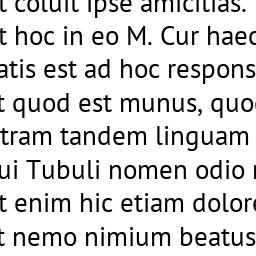 t coluit ipse amicitias.
t hoc in eo M. Cur haec
atis est ad hoc respons
t quod est munus, quo
tram tandem linguam
ui Tubuli nomen odio
t enim hic etiam dolore
t nemo nimium beatus